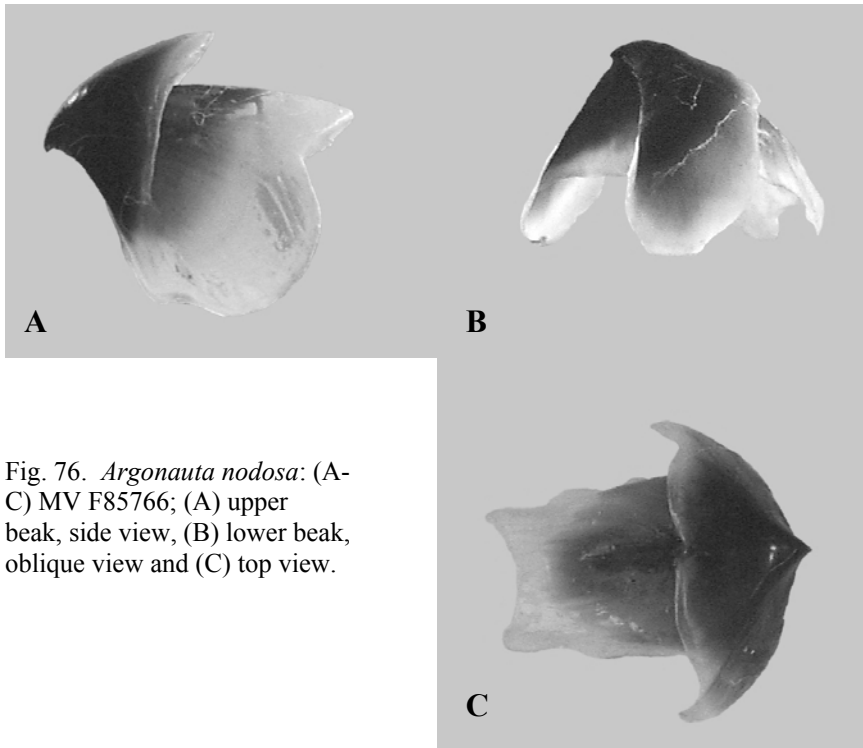 A
B
Fig. 76. Argonauta nodosa: (A-
C) MV F85766; (A) upper
beak, side view, (B) lower beak,
oblique view and (C) top view.
C